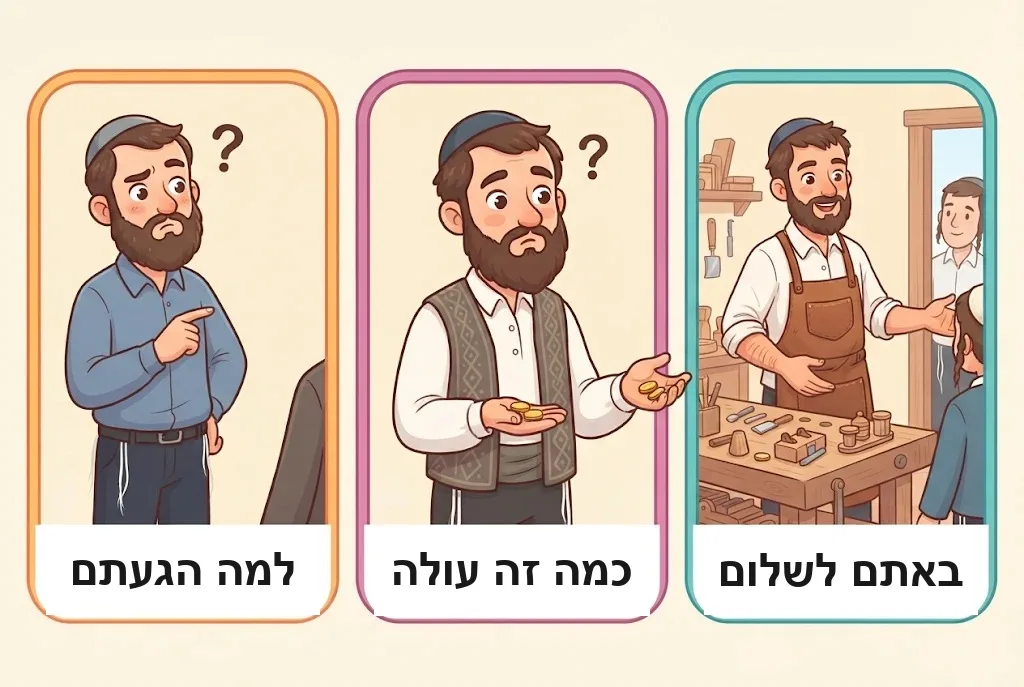 ?
?
באתם לשלום
כמה זה עולה
למה הגעתם